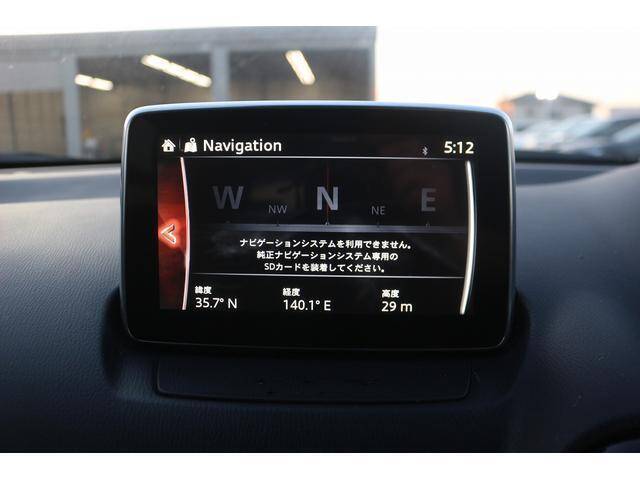 Navigation 5:12
W NW N NE E
ナビゲーションシステムを利用できません。
純正ナビゲーションシステム専用の
SDカードを装着してください。
緯度 経度 高度
35.7° N 140.1° E 29 m